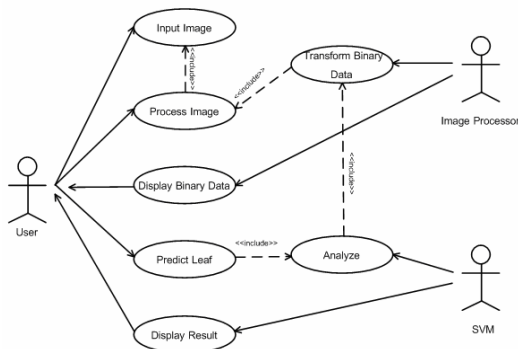 Input Image
<<include>>
Transform Binary
Data
<<include>>
Process Image
Image Processor
<<include>>
Display Binary Data
User
<<include>>
Predict Leaf
Analyze
Display Result
SVM